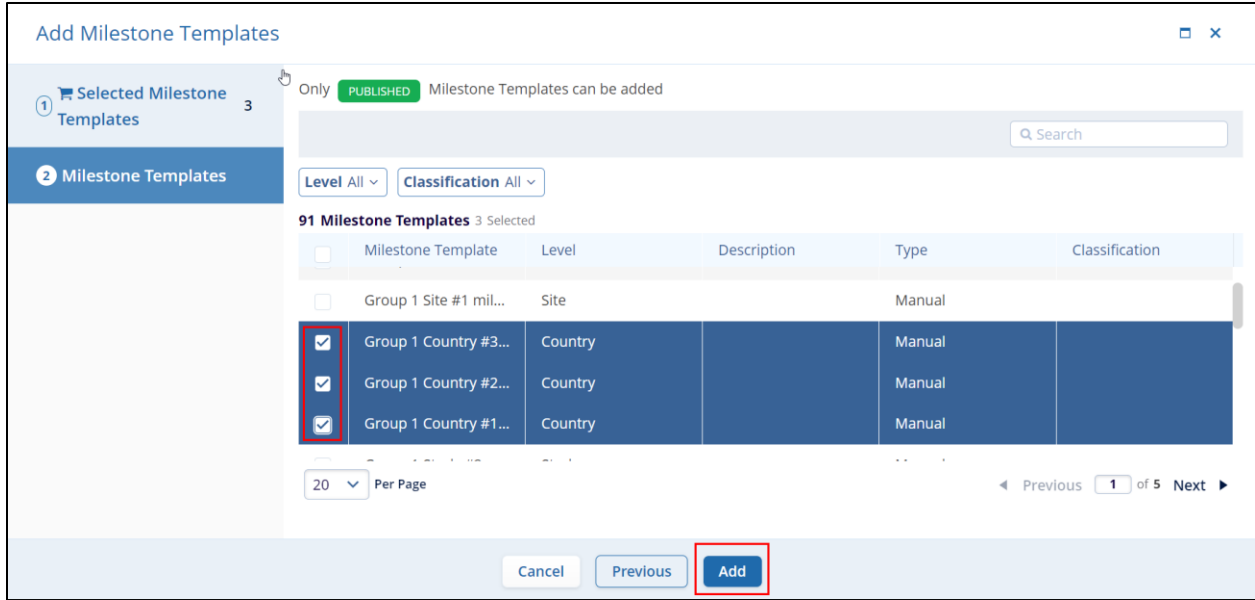 Add Milestone Templates
1 Selected Milestone Templates 3
2 Milestone Templates
Only PUBLISHED Milestone Templates can be added
Search
Level All Classification All
91 Milestone Templates 3 Selected
Milestone Template Level Description Type Classification
Group 1 Site #1 mil... Site Manual
Group 1 Country #3... Country Manual
Group 1 Country #2... Country Manual
Group 1 Country #1... Country Manual
20 Per Page Previous 1 of 5 Next
Cancel Previous Add